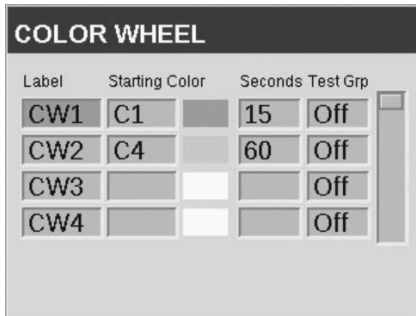 COLOR WHEEL
Label Starting Color Seconds Test Grp
CW1 C1 15 Off
CW2 C4 60 Off
CW3 Off
CW4 Off